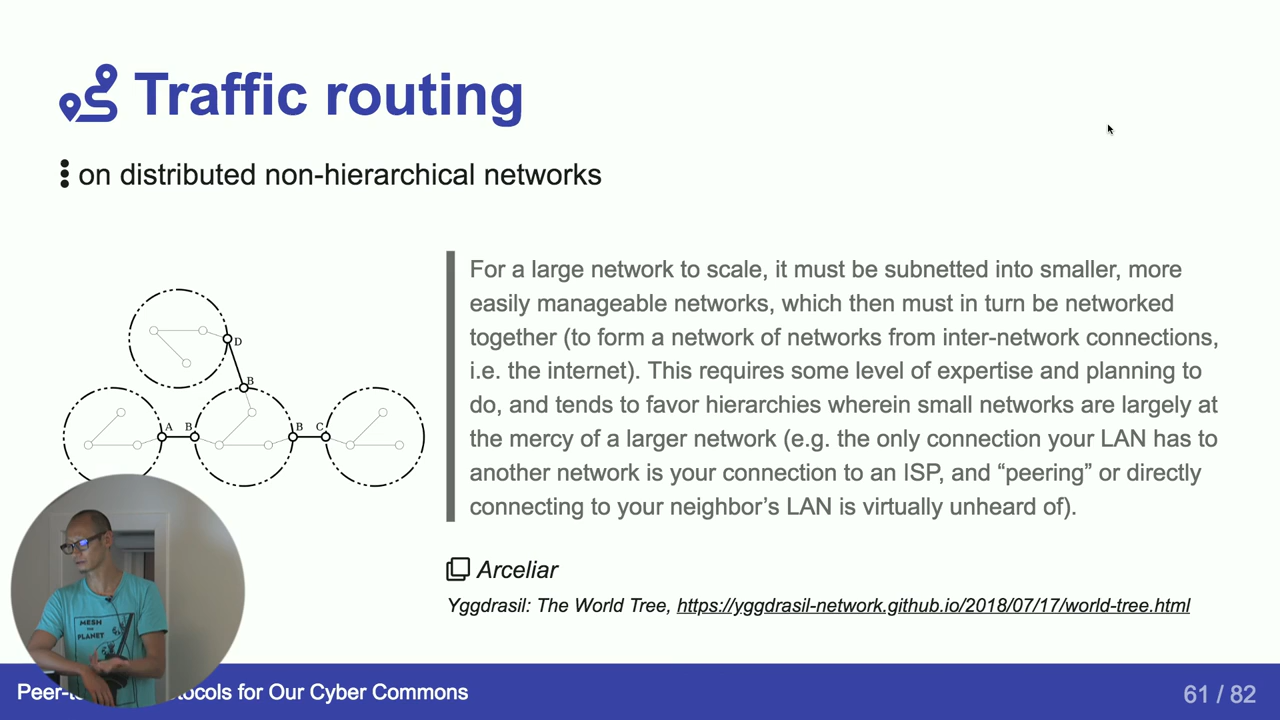 Traffic routing
on distributed non-hierarchical networks
For a large network to scale, it must be subnetted into smaller, more
easily manageable networks, which then must in turn be networked
together (to form a network of networks from inter-network connections,
i.e. the internet). This requires some level of expertise and planning to
do, and tends to favor hierarchies wherein small networks are largely at
the mercy of a larger network (e.g. the only connection your LAN has to
another network is your connection to an ISP, and “peering” or directly
connecting to your neighbor’s LAN is virtually unheard of).
D
B
A B
B C
Arceliar
Yggdrasil: The World Tree, https://yggdrasil-network.github.io/2018/07/17/world-tree.html
MESH
THE
PLANET
for Our Cyber Commons
61 / 82